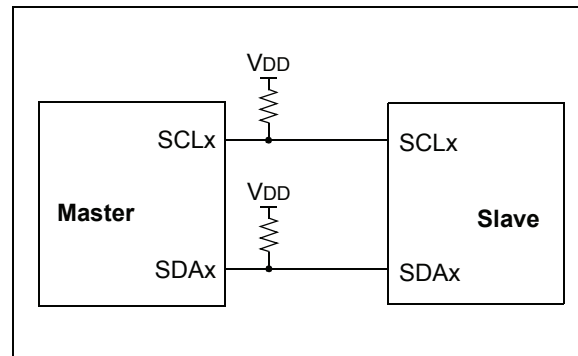 VDD
SCLx
SCLx
VDD
Master
Slave
SDAx
SDAx